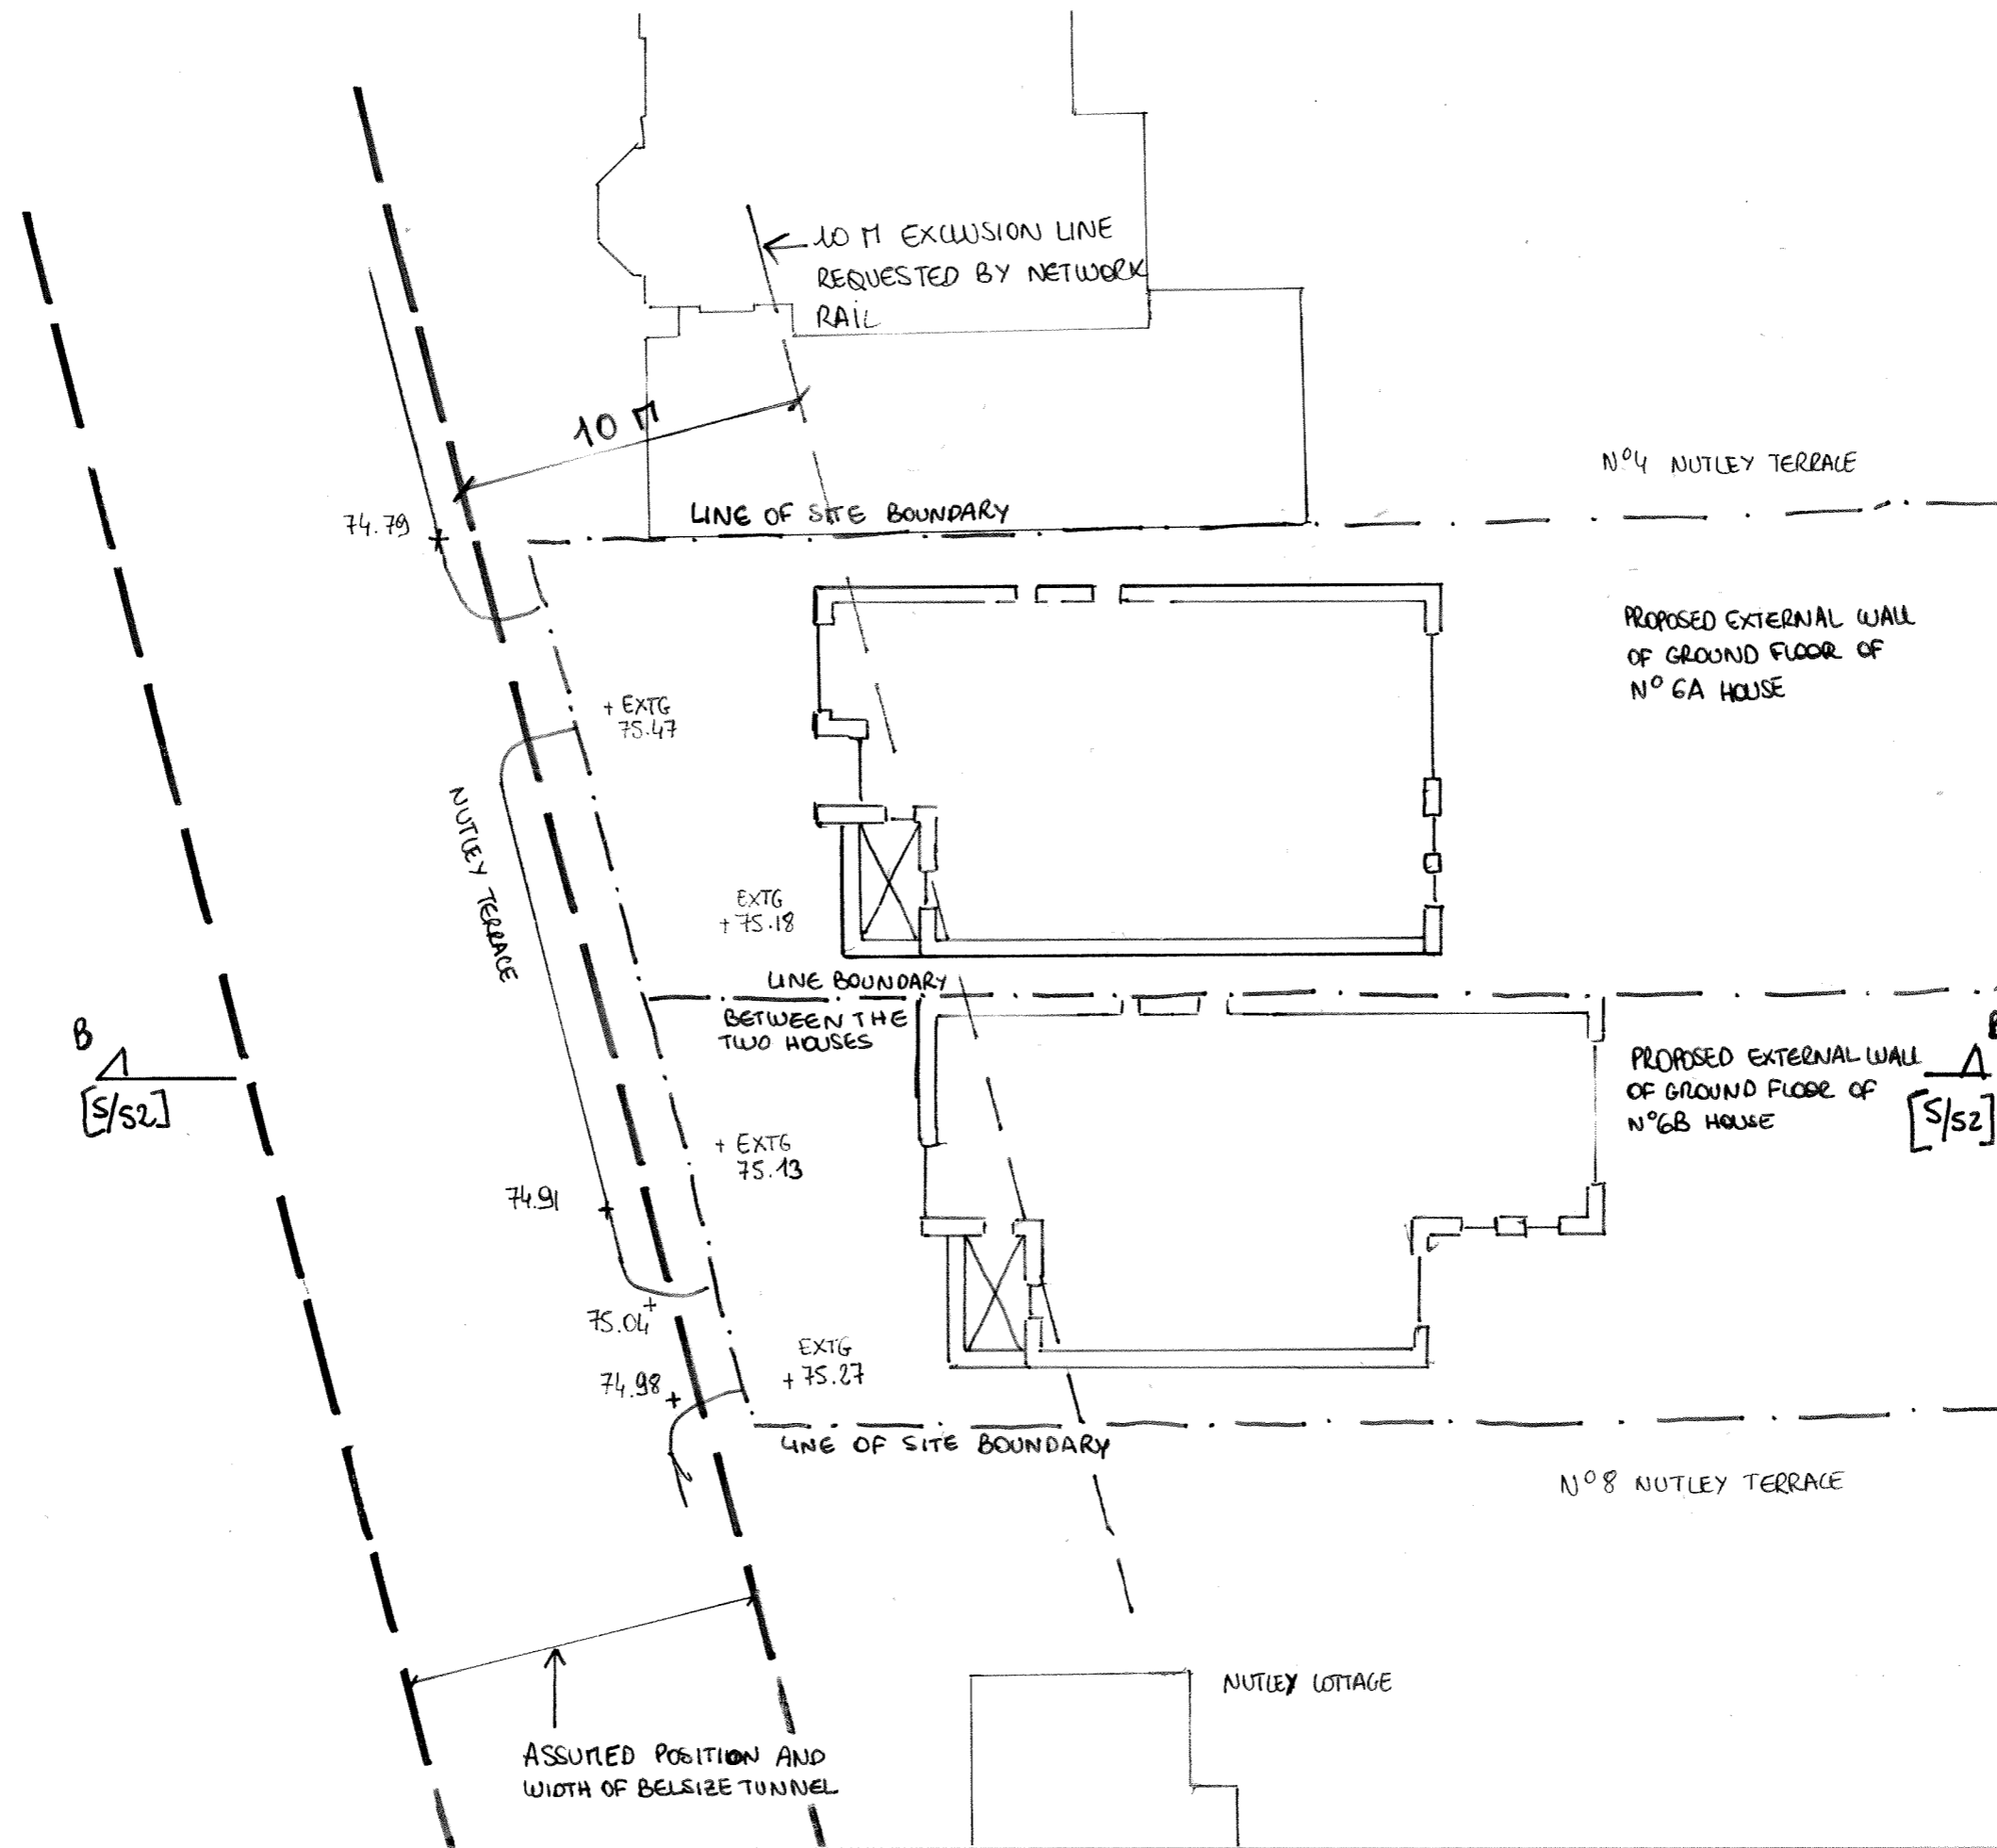 10 M EXCLUSION LINE
REQUESTED BY NETWORK
RAIL
10 M
Nº4 NUTLEY TERRACE
LINE OF SITE BOUNDARY
74.79
PROPOSED EXTERNAL WALL
OF GROUND FLOOR OF
Nº 6A HOUSE
+ EXTG
75.47
NUTLEY TERRACE
EXTG
+ 75.18
LINE BOUNDARY
BETWEEN THE
TWO HOUSES
B
[S/S2]
PROPOSED EXTERNAL WALL
OF GROUND FLOOR OF
Nº6B HOUSE
[S/S2]
+ EXTG
75.13
74.91
75.04
EXTG
+ 75.27
74.98
LINE OF SITE BOUNDARY
Nº8 NUTLEY TERRACE
NUTLEY COTTAGE
ASSUMED POSITION AND
WIDTH OF BELSIZE TUNNEL